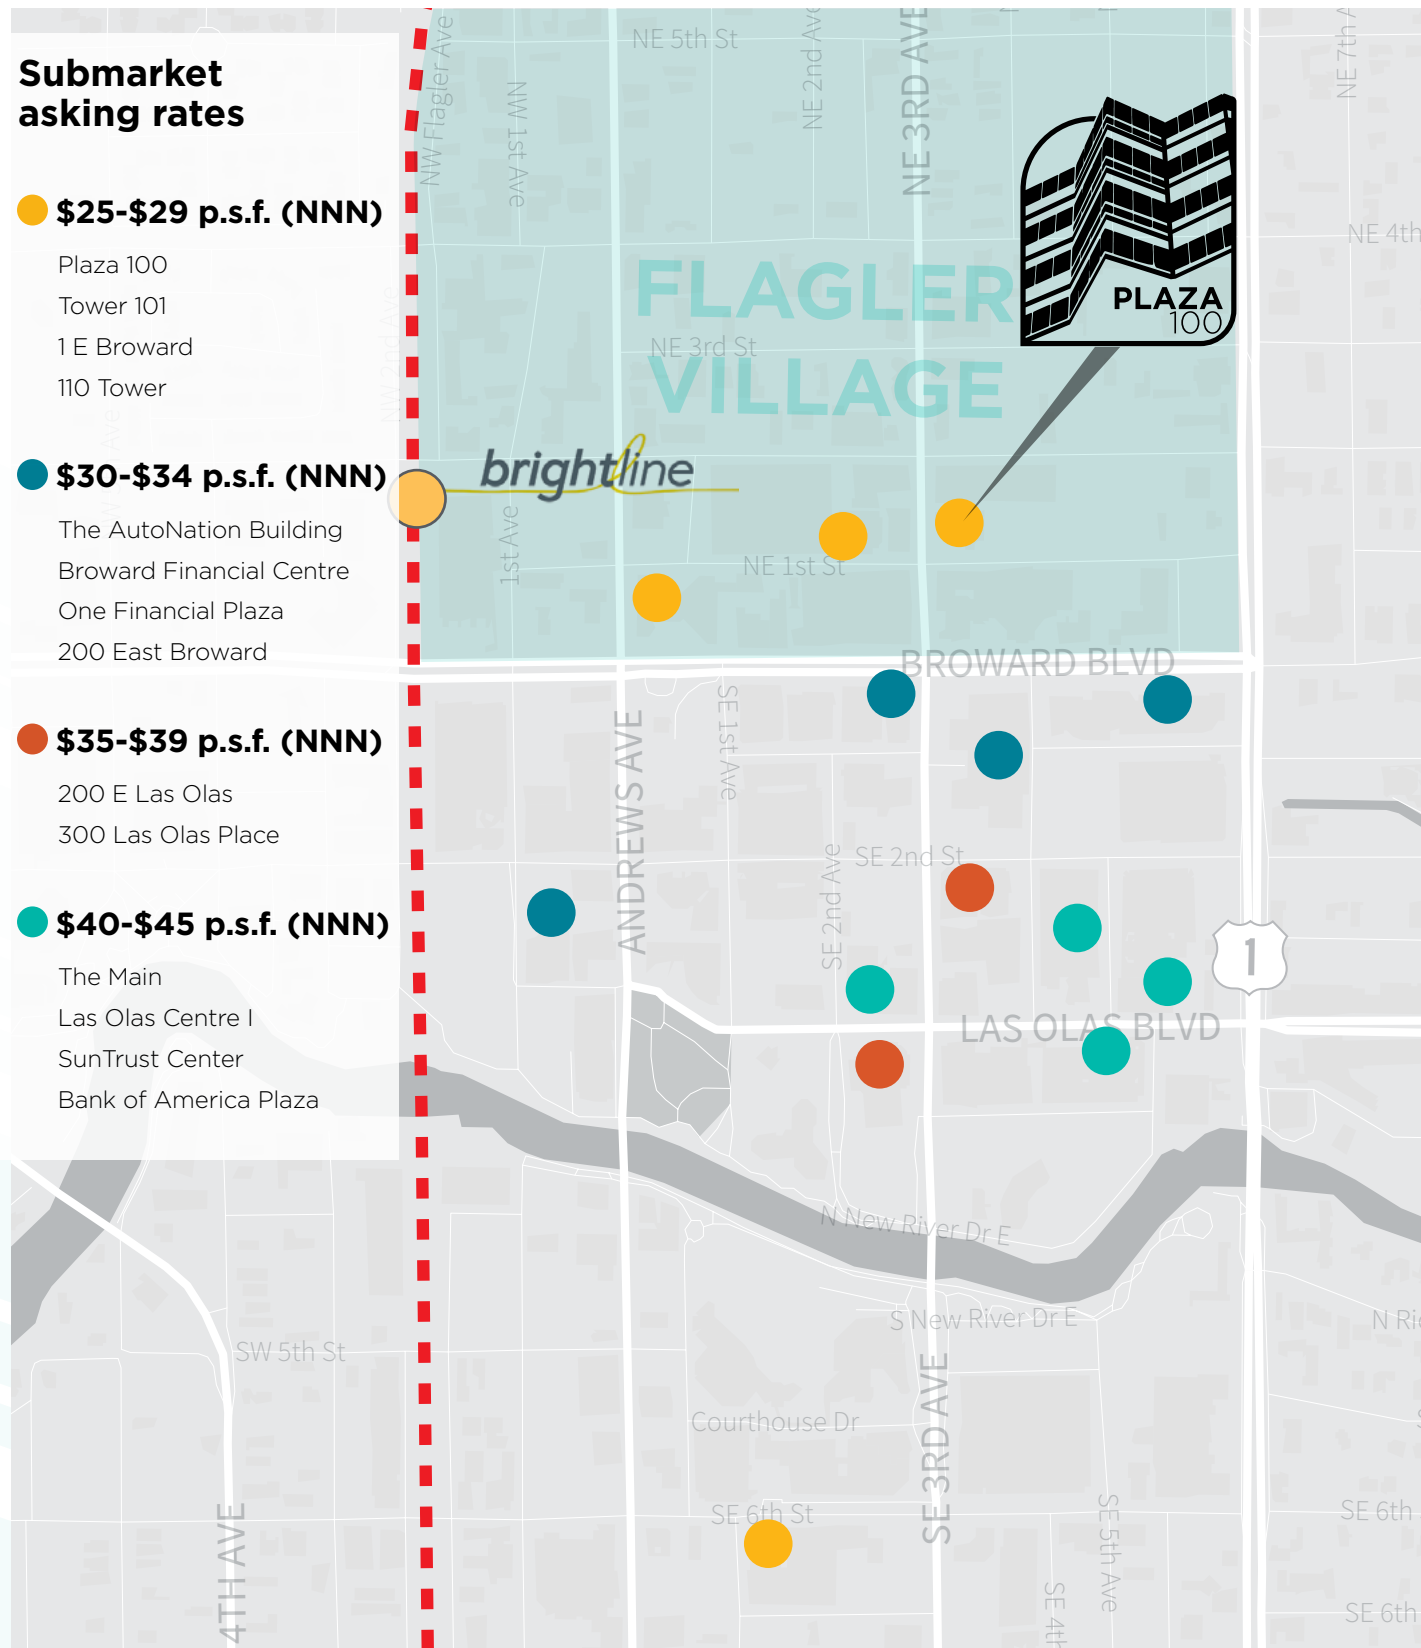 Submarket
asking rates
$25-$29 p.s.f. (NNN)
Plaza 100
Tower 101
1 E Broward
110 Tower
$30-$34 p.s.f. (NNN)
The AutoNation Building
Broward Financial Centre
One Financial Plaza
200 East Broward
$35-$39 p.s.f. (NNN)
200 E Las Olas
300 Las Olas Place
$40-$45 p.s.f. (NNN)
The Main
Las Olas Centre I
SunTrust Center
Bank of America Plaza
NE 5th St
NW Flagler Ave
NW 1st Ave
NE 2nd Ave
NE 3RD AVE
NE 7th A
NE 4th
FLAGLER
VILLAGE
NE 3rd St
PLAZA
100
NW 2nd Ave
brightline
1st Ave
NE 1st St
BROWARD BLVD
ANDREWS AVE
SE 1st Ave
SE 2nd Ave
SE 2nd St
1
LAS OLAS BLVD
N New River Dr E
S New River Dr E
N Ri
SW 5th St
Courthouse Dr
SE 3RD AVE
SE 6th St
SE 6th
4TH AVE
SE 5th Ave
SE 4th
SE 6th